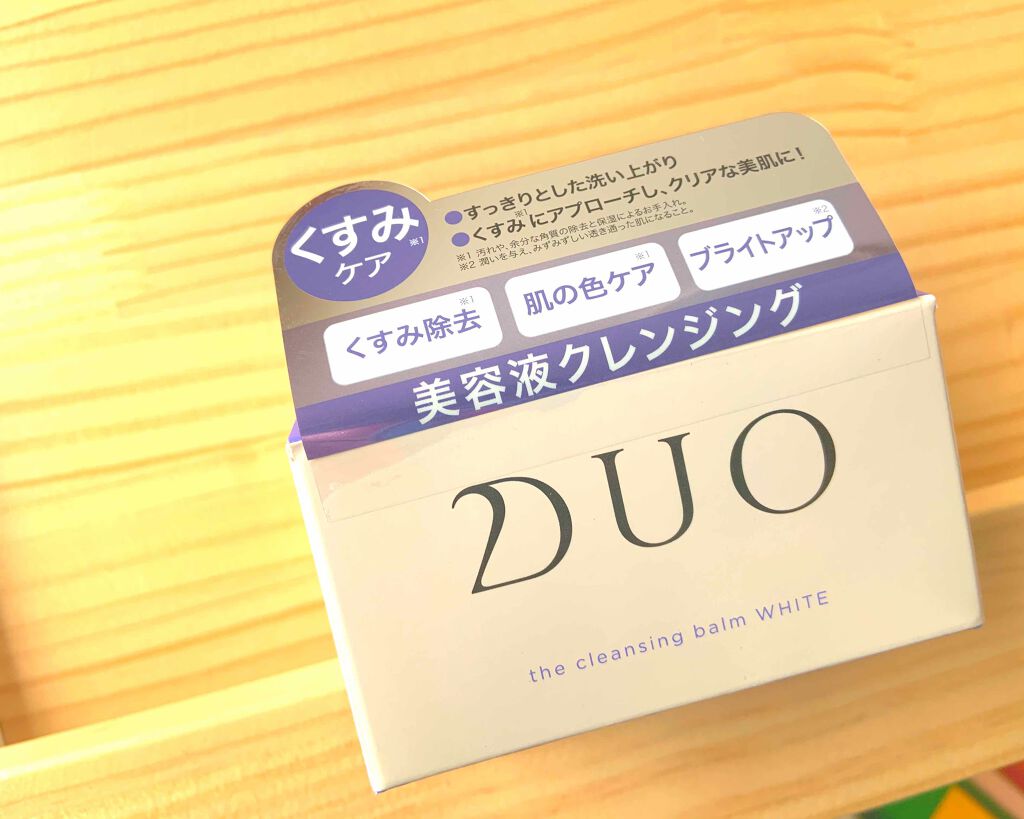 くすみ※1
ケア
●すっきりとした洗い上がり
●くすみ※1にアプローチし、クリアな美肌に！
※1 汚れや、余分な角質の除去と保湿によるお手入れ。
※2 潤いを与え、みずみずしい透き通った肌になること。
くすみ除去※1
肌の色ケア※1
ブライトアップ※2
美容液クレンジング
DUO
the cleansing balm WHITE